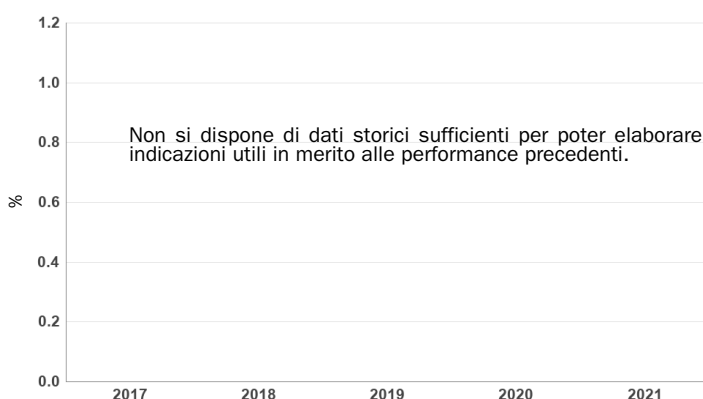 1.2
1.0
0.8
Non si dispone di dati storici sufficienti per poter elaborare
indicazioni utili in merito alle performance precedenti.
%
0.6
0.4
0.2
0.0
2017 2018 2019 2020 2021